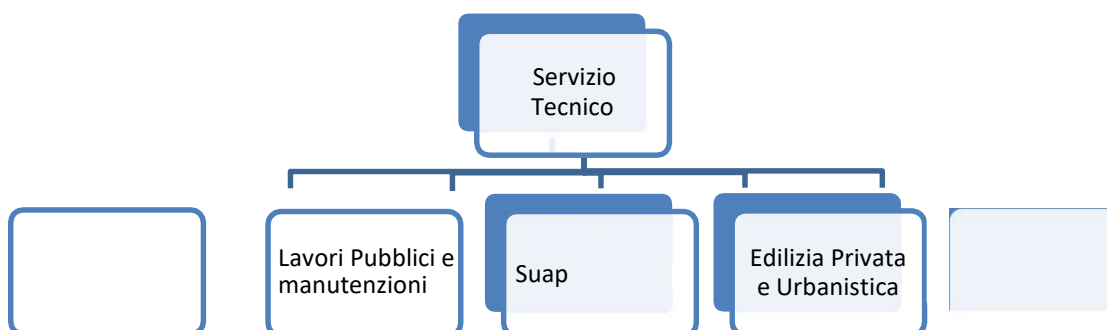 Servizio
Tecnico
Lavori Pubblici e
manutenzioni
Suap
Edilizia Privata
e Urbanistica